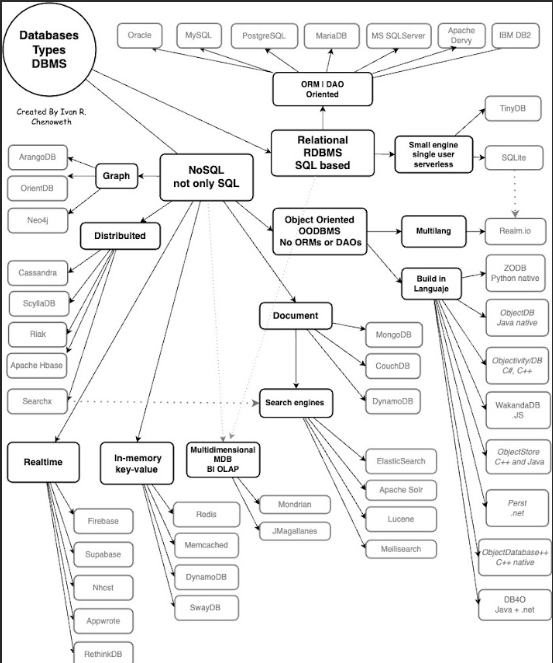 Databases
Types
DBMS
Created By Ivan R.
Chenoweth
Oracle
MySQL
PostgreSQL
MariaDB
MS SQLServer
Apache
Dervy
IBM DB2
ORM | DAO
Oriented
Relational
RDBMS
SQL based
Small engine
single user
serverless
TinyDB
SQLite
NoSQL
not only SQL
Graph
ArangoDB
OrientDB
Neo4j
Distribuited
Object Oriented
OODBMS
No ORMs or DAOs
Multilang
Realm.io
Build in
Languaje
ZODB
Python native
ObjectDB
Java native
Objectivity/DB
C#, C++
WakandaDB
.JS
ObjectStore
C++ and Java
Perst
.net
ObjectDatabase++
C++ native
DB4O
Java + .net
Cassandra
ScyllaDB
Riak
Apache Hbase
Searchx
Document
MongoDB
CouchDB
DynamoDB
Search engines
ElasticSearch
Apache Solr
Lucene
Meilisearch
Realtime
In-memory
key-value
Multidimensional
MDB
BI OLAP
Mondrian
JMagallanes
Firebase
Supabase
Nhost
Appwrote
RethinkDB
Redis
Memcached
DynamoDB
SwayDB